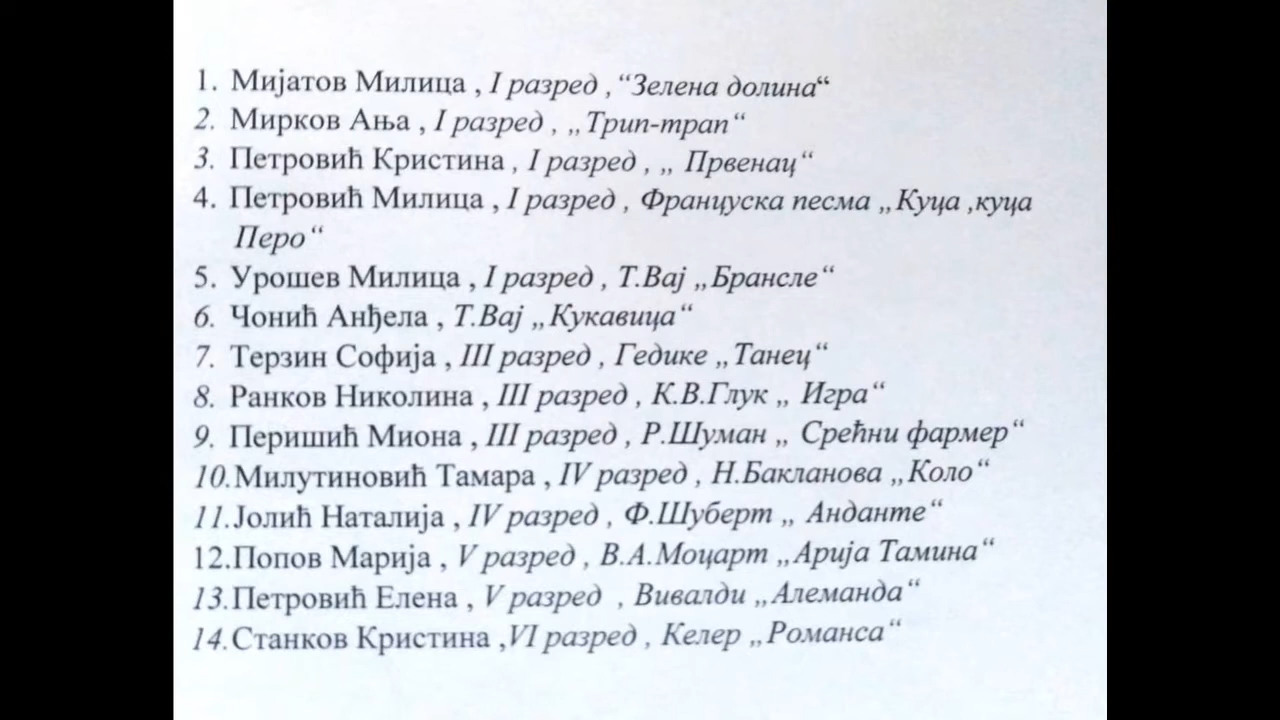 1. Мијатов Милица , I разред , “Зелена долина“
2. Мирков Ања , I разред , „Трип-трап“
3. Петровић Кристина , I разред , „ Првенац“
4. Петровић Милица , I разред , Француска песма „Куца ,куца
Перо“
5. Урошев Милица , I разред , Т.Вај „Брансле“
6. Чонић Анђела , Т.Вај „Кукавица“
7. Терзин Софија , III разред , Гедике „Танец“
8. Ранков Николина , III разред , К.В.Глук „ Игра“
9. Перишић Миона , III разред , Р.Шуман „ Срећни фармер“
10.Милутиновић Тамара , IV разред , Н.Бакланова „Коло“
11.Јолић Наталија , IV разред , Ф.Шуберт „ Анданте“
12.Попов Марија , V разред , В.А.Моцарт „Арија Тамина“
13.Петровић Елена , V разред , Вивалди „Алеманда“
14.Станков Кристина ,VI разред , Келер „Романса“